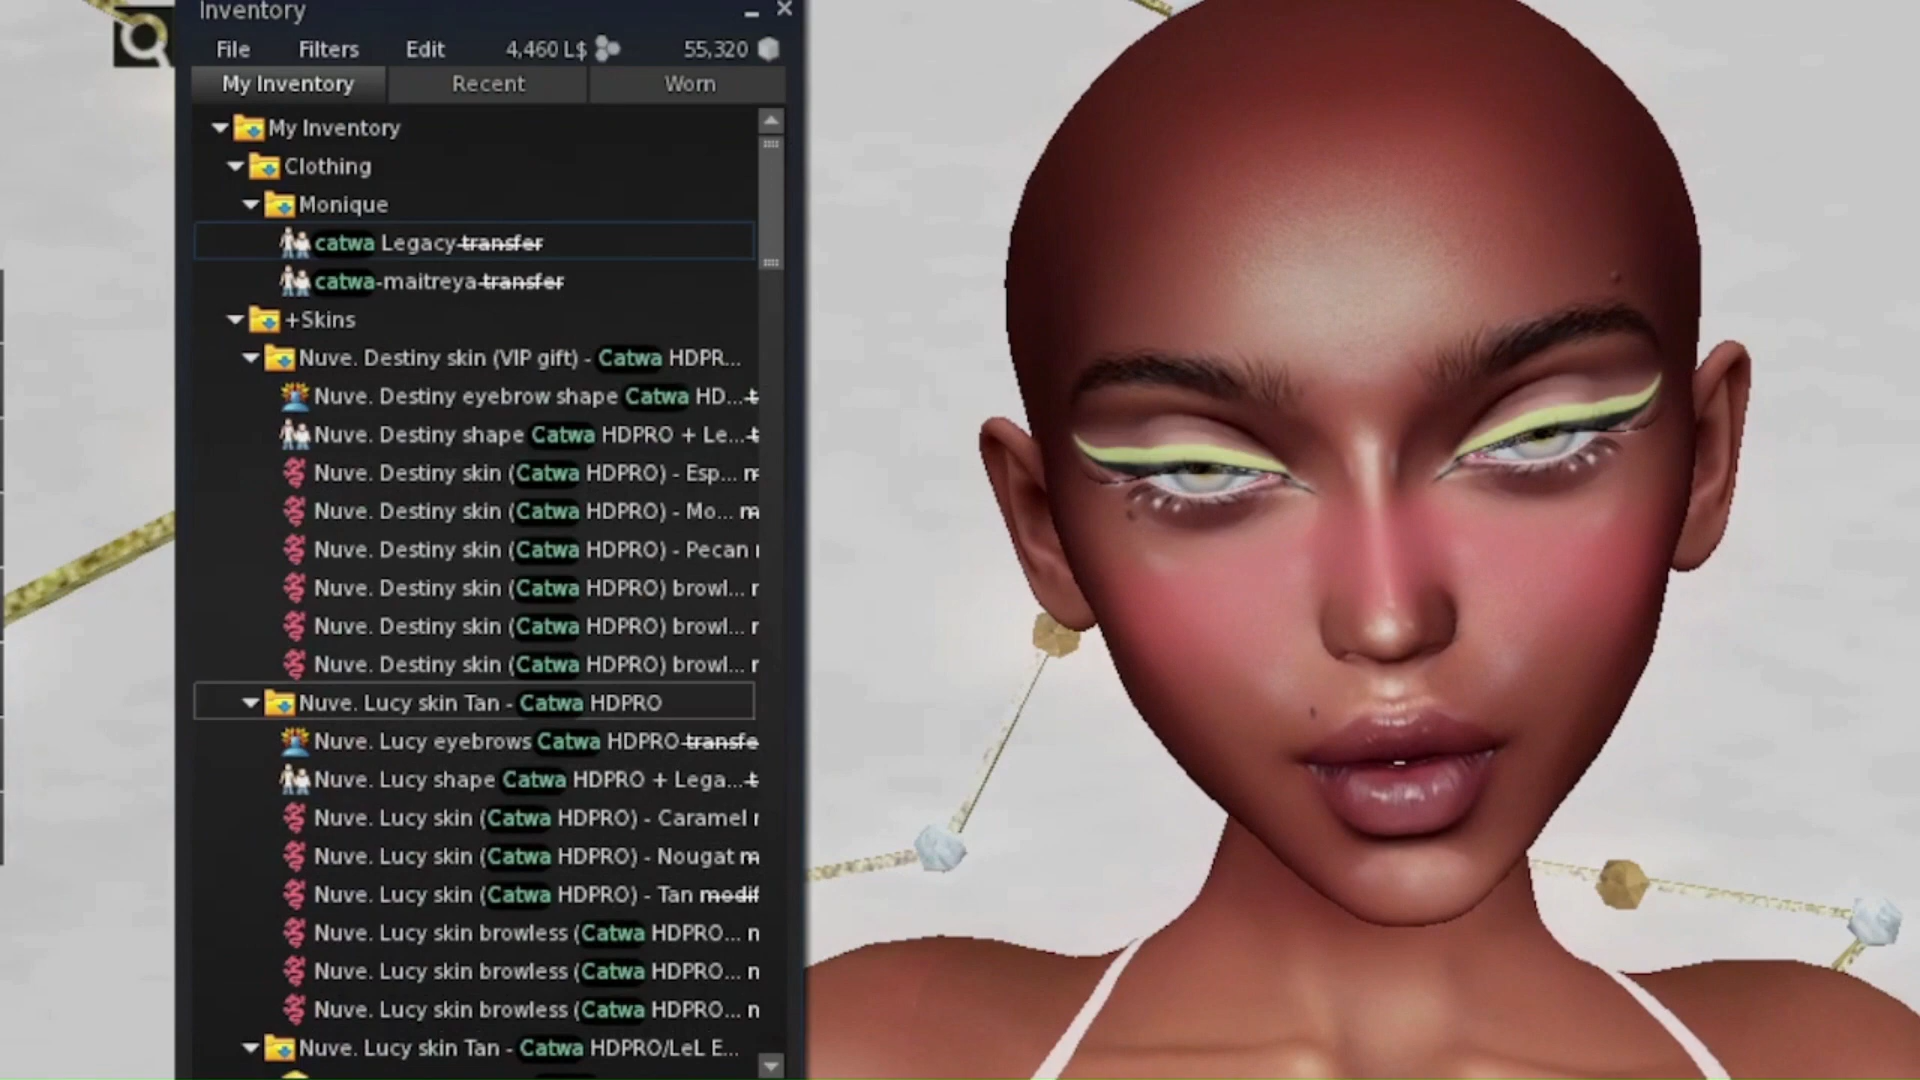 Inventory
File Filters Edit 4,460 L$ 55,320
My Inventory Recent Worn
My Inventory
Clothing
Monique
catwa Legacy transfer
catwa-maitreya transfer
+Skins
Nuve. Destiny skin (VIP gift) - Catwa HDPR...
Nuve. Destiny eyebrow shape Catwa HD...
Nuve. Destiny shape Catwa HDPRO + Le...
Nuve. Destiny skin (Catwa HDPRO) - Esp...
Nuve. Destiny skin (Catwa HDPRO) - Mo...
Nuve. Destiny skin (Catwa HDPRO) - Pecan
Nuve. Destiny skin (Catwa HDPRO) browl...
Nuve. Destiny skin (Catwa HDPRO) browl...
Nuve. Destiny skin (Catwa HDPRO) browl...
Nuve. Lucy skin Tan - Catwa HDPRO
Nuve. Lucy eyebrows Catwa HDPRO transfe
Nuve. Lucy shape Catwa HDPRO + Lega...
Nuve. Lucy skin (Catwa HDPRO) - Caramel
Nuve. Lucy skin (Catwa HDPRO) - Nougat
Nuve. Lucy skin (Catwa HDPRO) - Tan modif
Nuve. Lucy skin browless (Catwa HDPRO...
Nuve. Lucy skin browless (Catwa HDPRO...
Nuve. Lucy skin browless (Catwa HDPRO...
Nuve. Lucy skin Tan - Catwa HDPRO/LeL E...